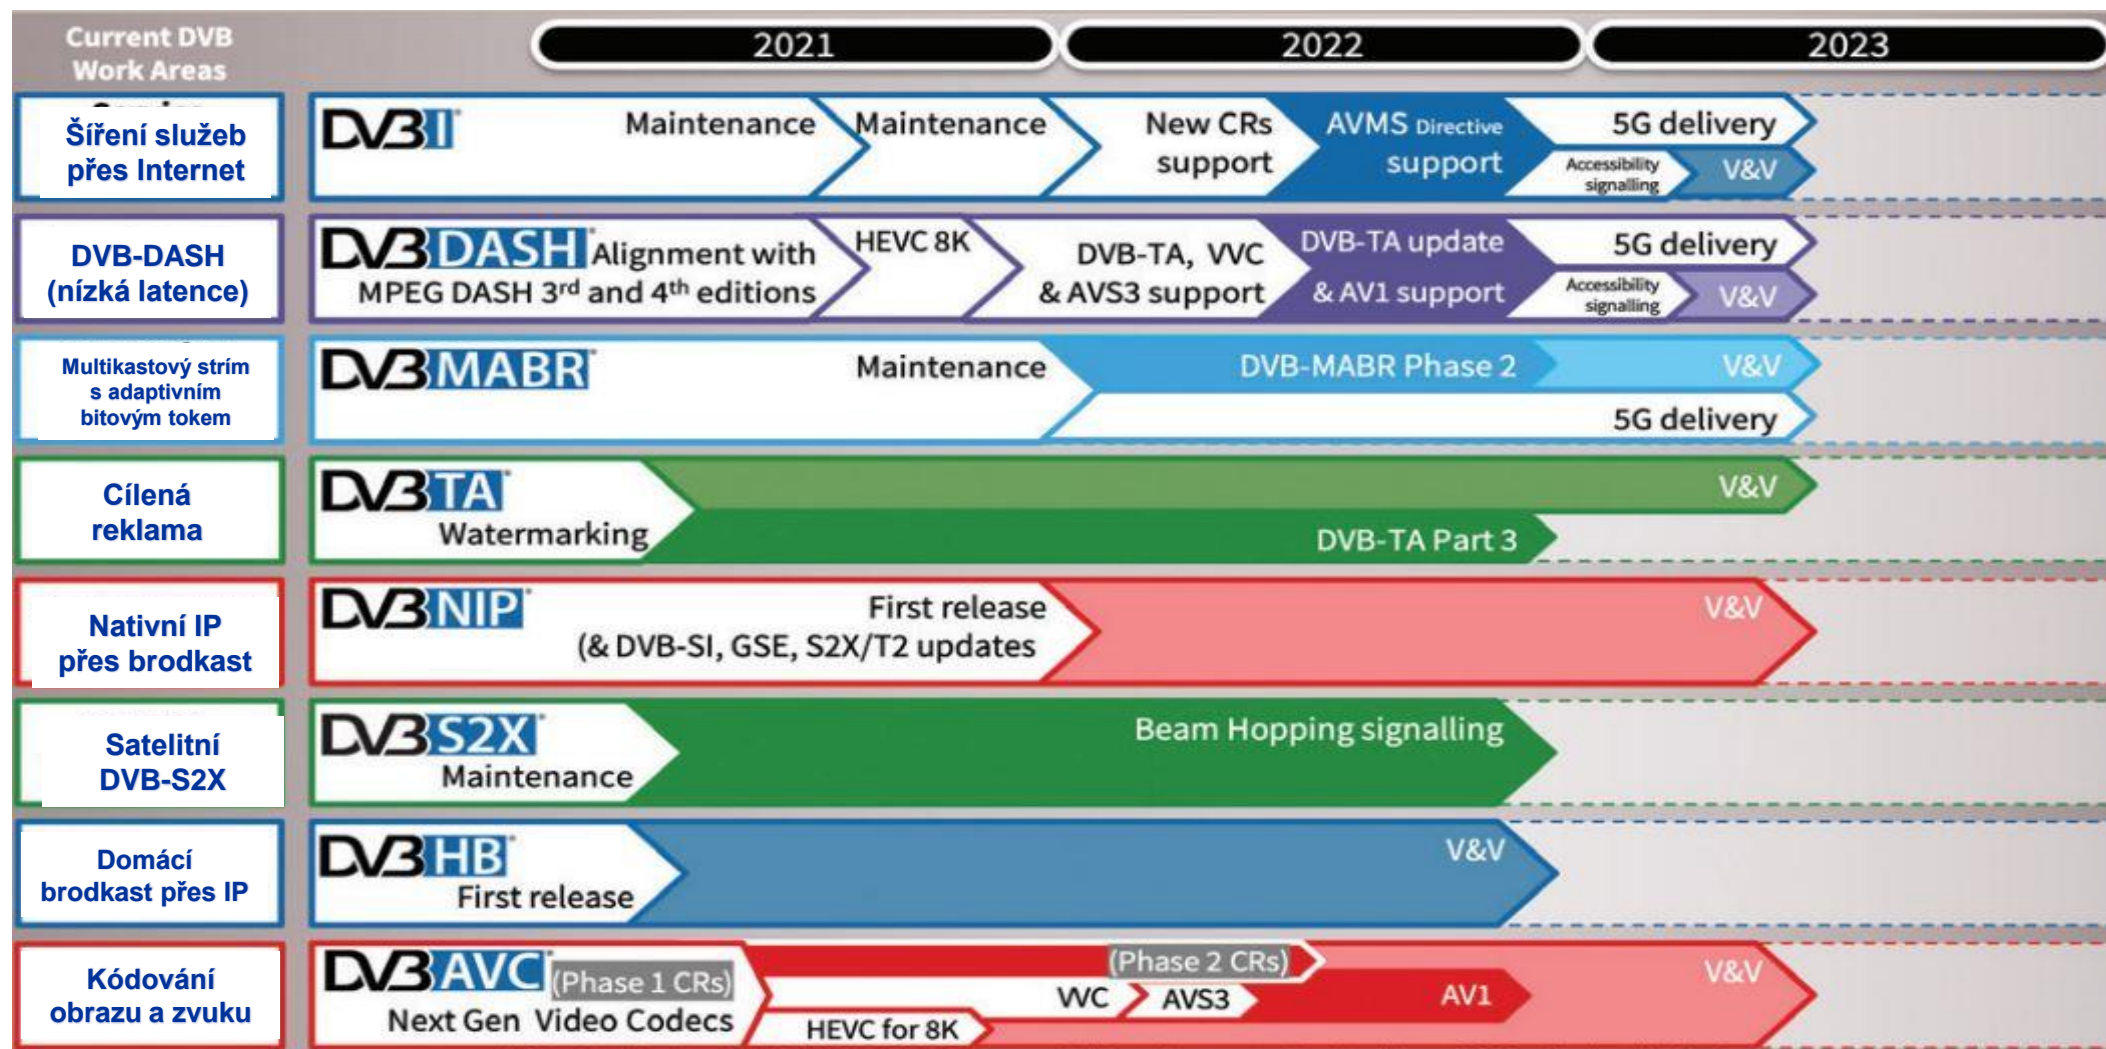 Current DVB
Work Areas
2021
2022
2023
Šíření služeb
přes Internet
DVB I
Maintenance
Maintenance
New CRs
support
AVMS Directive
support
5G delivery
Accessibility
signalling
V&V
DVB-DASH
(nízká latence)
DVB DASH
Alignment with
MPEG DASH 3rd and 4th editions
HEVC 8K
DVB-TA, VVC
& AVS3 support
DVB-TA update
& AV1 support
5G delivery
Accessibility
signalling
V&V
Multikastový strím
s adaptivním
bitovým tokem
DVB MABR
Maintenance
DVB-MABR Phase 2
V&V
5G delivery
Cílená
reklama
DVB TA
Watermarking
V&V
DVB-TA Part 3
Nativní IP
přes brodkast
DVB NIP
First release
(& DVB-SI, GSE, S2X/T2 updates
V&V
Satelitní
DVB-S2X
DVB S2X
Maintenance
Beam Hopping signalling
Domácí
brodkast přes IP
DVB HB
First release
V&V
Kódování
obrazu a zvuku
DVB AVC
(Phase 1 CRs)
Next Gen Video Codecs
(Phase 2 CRs)
VVC
AVS3
HEVC for 8K
AV1
V&V